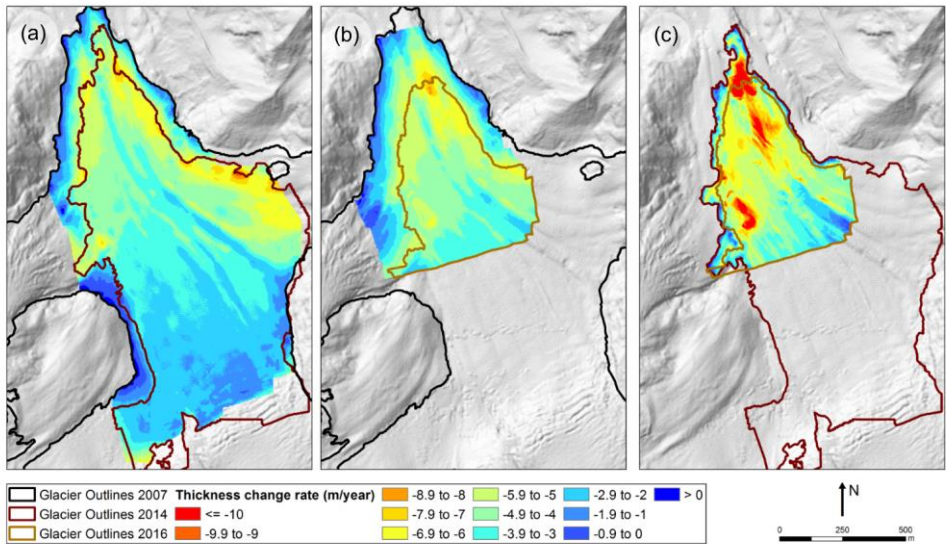 (a) (b) (c)
Glacier Outlines 2007 Thickness change rate (m/year) -8.9 to -8 -5.9 to -5 -2.9 to -2 > 0
Glacier Outlines 2014 <= -10 -7.9 to -7 -4.9 to -4 -1.9 to -1
Glacier Outlines 2016 -9.9 to -9 -6.9 to -6 -3.9 to -3 -0.9 to 0
N
0 250 500
m